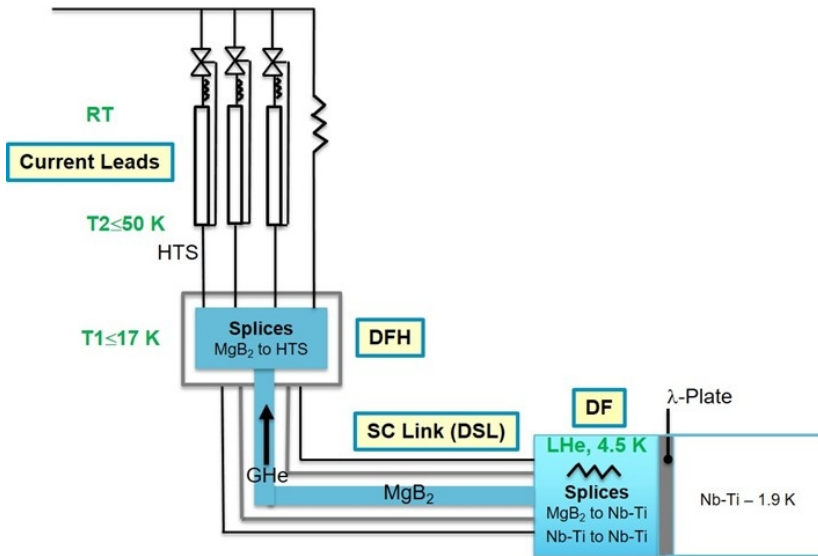 RT
Current Leads
T2≤50 K
HTS
T1≤17 K
Splices
MgB₂ to HTS
DFH
GHe
SC Link (DSL)
MgB₂
DF
λ-Plate
LHe, 4.5 K
Splices
MgB₂ to Nb-Ti
Nb-Ti to Nb-Ti
Nb-Ti – 1.9 K